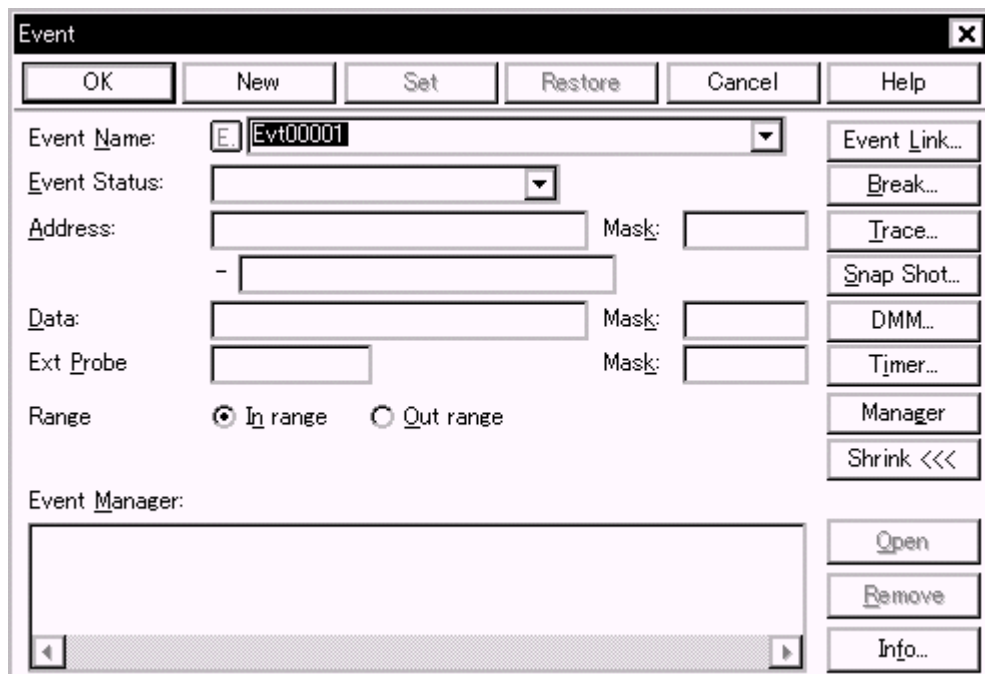 Event
OK New Set Restore Cancel Help
Event Name: E. Evt00001 Event Link...
Event Status: Break...
Address: Mask: Trace...
- Snap Shot...
Data: Mask: DMM...
Ext Probe Mask: Timer...
Range In range Out range Manager
Shrink <<<
Event Manager:
Open
Remove
Info...